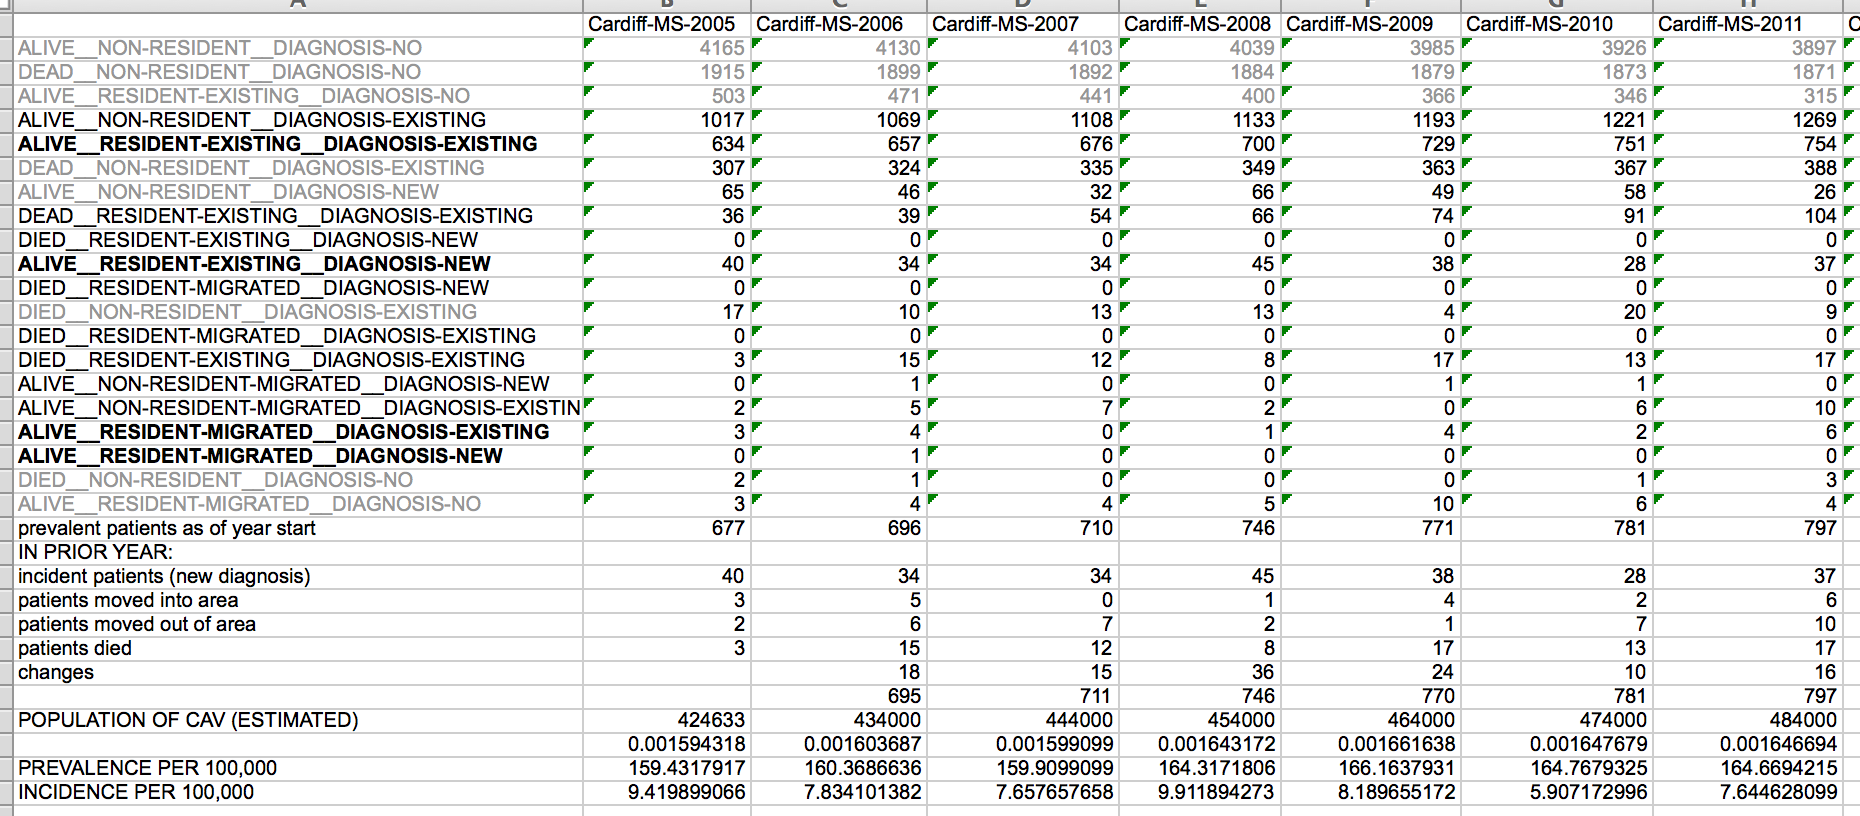 Cardiff-MS-2005 Cardiff-MS-2006 Cardiff-MS-2007 Cardiff-MS-2008 Cardiff-MS-2009 Cardiff-MS-2010 Cardiff-MS-2011 C
ALIVE__NON-RESIDENT__DIAGNOSIS-NO 4165 4130 4103 4039 3985 3926 3897
DEAD__NON-RESIDENT__DIAGNOSIS-NO 1915 1899 1892 1884 1879 1873 1871
ALIVE__RESIDENT-EXISTING__DIAGNOSIS-NO 503 471 441 400 366 346 315
ALIVE__NON-RESIDENT__DIAGNOSIS-EXISTING 1017 1069 1108 1133 1193 1221 1269
ALIVE__RESIDENT-EXISTING__DIAGNOSIS-EXISTING 634 657 676 700 729 751 754
DEAD__NON-RESIDENT__DIAGNOSIS-EXISTING 307 324 335 349 363 367 388
ALIVE__NON-RESIDENT__DIAGNOSIS-NEW 65 46 32 66 49 58 26
DEAD__RESIDENT-EXISTING__DIAGNOSIS-EXISTING 36 39 54 66 74 91 104
DIED__RESIDENT-EXISTING__DIAGNOSIS-NEW 0 0 0 0 0 0 0
ALIVE__RESIDENT-EXISTING__DIAGNOSIS-NEW 40 34 34 45 38 28 37
DIED__RESIDENT-MIGRATED__DIAGNOSIS-NEW 0 0 0 0 0 0 0
DIED__NON-RESIDENT__DIAGNOSIS-EXISTING 17 10 13 13 4 20 9
DIED__RESIDENT-MIGRATED__DIAGNOSIS-EXISTING 0 0 0 0 0 0 0
DIED__RESIDENT-EXISTING__DIAGNOSIS-EXISTING 3 15 12 8 17 13 17
ALIVE__NON-RESIDENT-MIGRATED__DIAGNOSIS-NEW 0 1 0 0 1 1 0
ALIVE__NON-RESIDENT-MIGRATED__DIAGNOSIS-EXISTIN 2 5 7 2 0 6 10
ALIVE__RESIDENT-MIGRATED__DIAGNOSIS-EXISTING 3 4 0 1 4 2 6
ALIVE__RESIDENT-MIGRATED__DIAGNOSIS-NEW 0 1 0 0 0 0 0
DIED__NON-RESIDENT__DIAGNOSIS-NO 2 1 0 0 0 1 3
ALIVE__RESIDENT-MIGRATED__DIAGNOSIS-NO 3 4 4 5 10 6 4
prevalent patients as of year start 677 696 710 746 771 781 797
IN PRIOR YEAR:
incident patients (new diagnosis) 40 34 34 45 38 28 37
patients moved into area 3 5 0 1 4 2 6
patients moved out of area 2 6 7 2 1 7 10
patients died 3 15 12 8 17 13 17
changes 18 15 36 24 10 16
695 711 746 770 781 797
POPULATION OF CAV (ESTIMATED) 424633 434000 444000 454000 464000 474000 484000
0.001594318 0.001603687 0.001599099 0.001643172 0.001661638 0.001647679 0.001646694
PREVALENCE PER 100,000 159.4317917 160.3686636 159.9099099 164.3171806 166.1637931 164.7679325 164.6694215
INCIDENCE PER 100,000 9.419899066 7.834101382 7.657657658 9.911894273 8.189655172 5.907172996 7.644628099